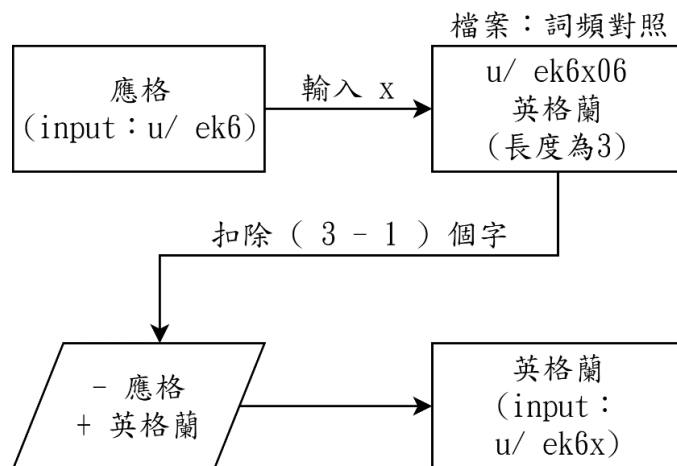 檔案：詞頻對照
應格
(input：u/ ek6)
輸入 x
u/ ek6x06
英格蘭
(長度為3)
扣除 ( 3 - 1 ) 個字
- 應格
+ 英格蘭
英格蘭
(input：
u/ ek6x)